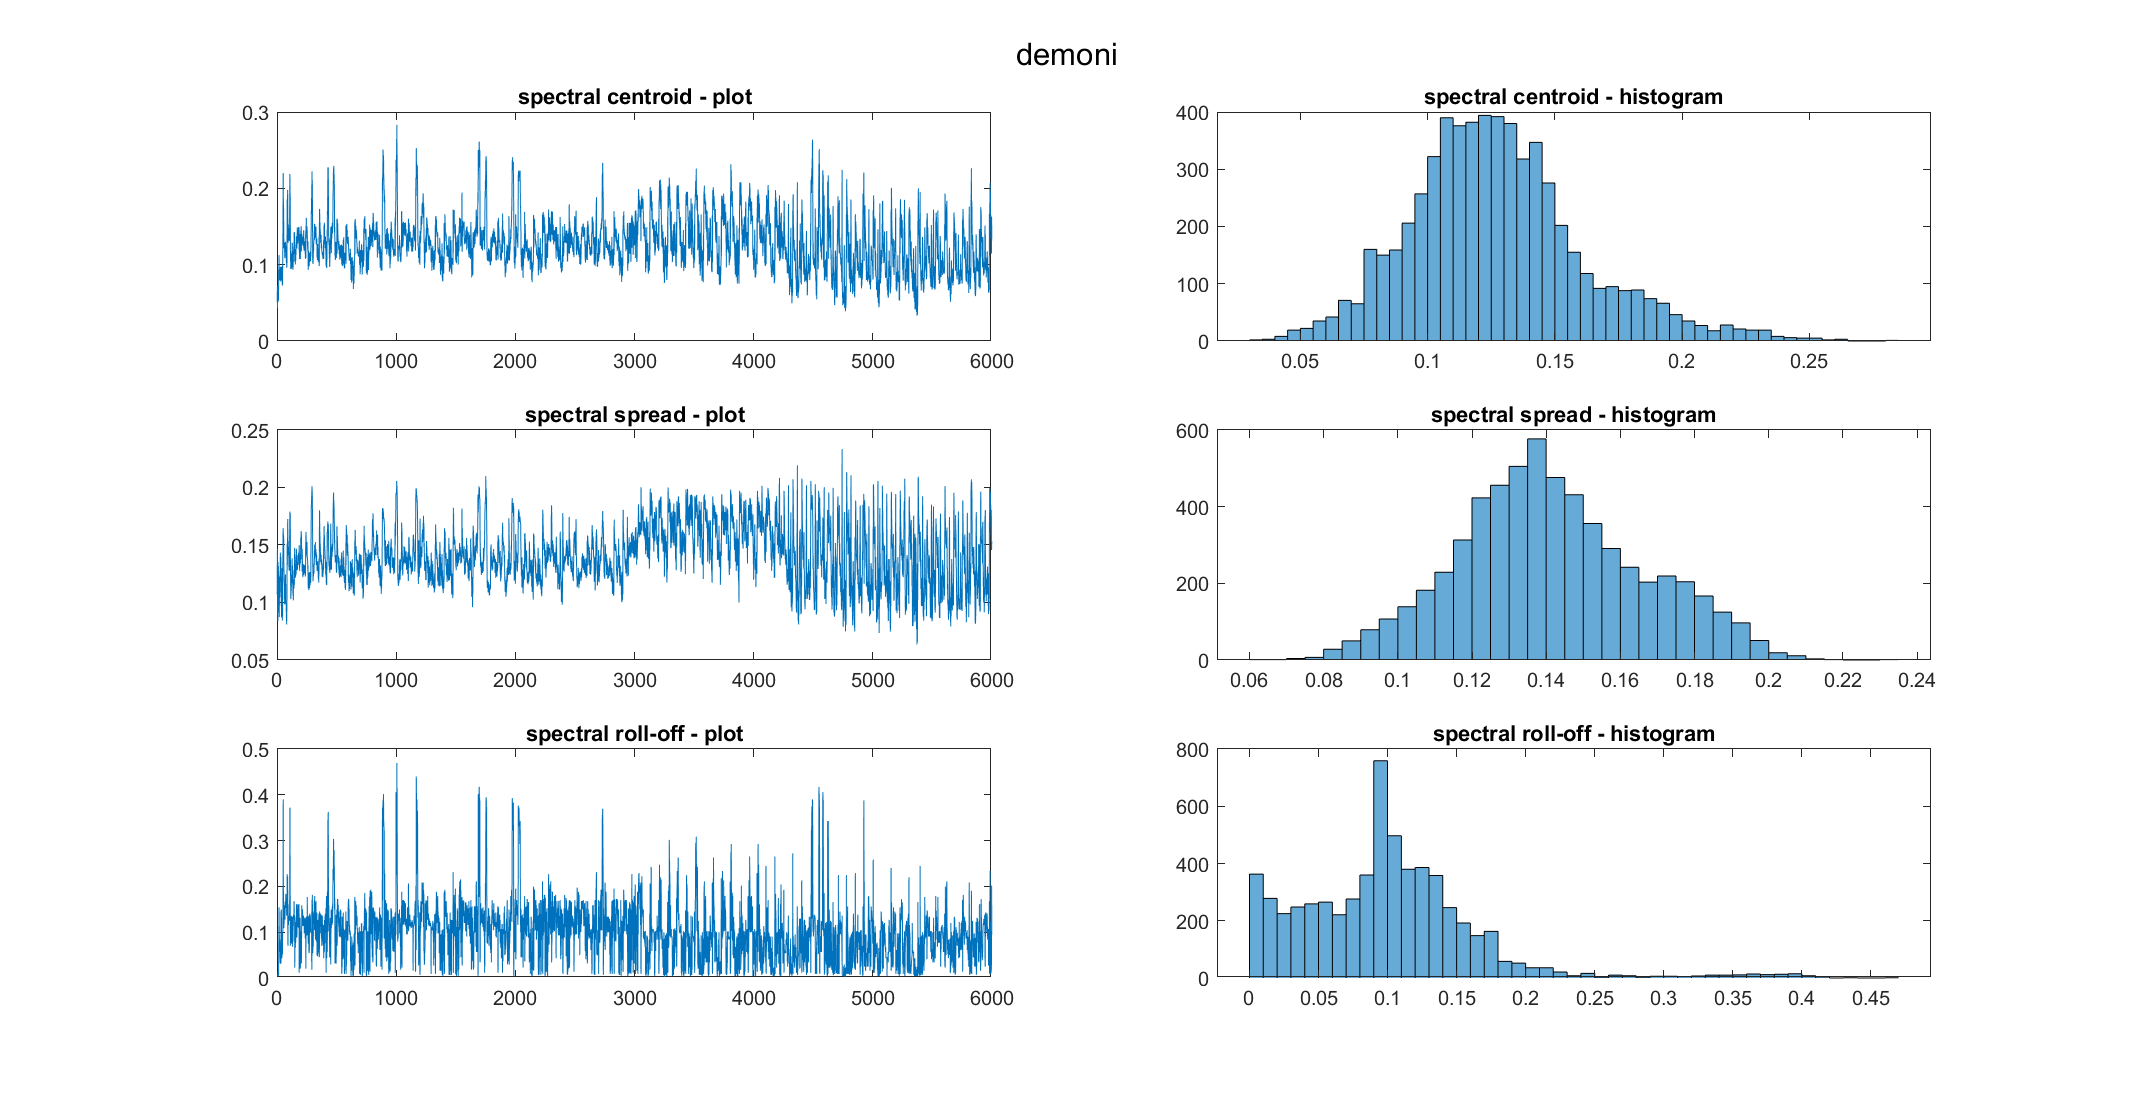 demoni
spectral centroid - plot
0.3
0.2
0.1
0
0 1000 2000 3000 4000 5000 6000
spectral centroid - histogram
400
300
200
100
0
0.05 0.1 0.15 0.2 0.25
spectral spread - plot
0.25
0.2
0.15
0.1
0.05
0 1000 2000 3000 4000 5000 6000
spectral spread - histogram
600
400
200
0
0.06 0.08 0.1 0.12 0.14 0.16 0.18 0.2 0.22 0.24
spectral roll-off - plot
0.5
0.4
0.3
0.2
0.1
0
0 1000 2000 3000 4000 5000 6000
spectral roll-off - histogram
800
600
400
200
0
0 0.05 0.1 0.15 0.2 0.25 0.3 0.35 0.4 0.45